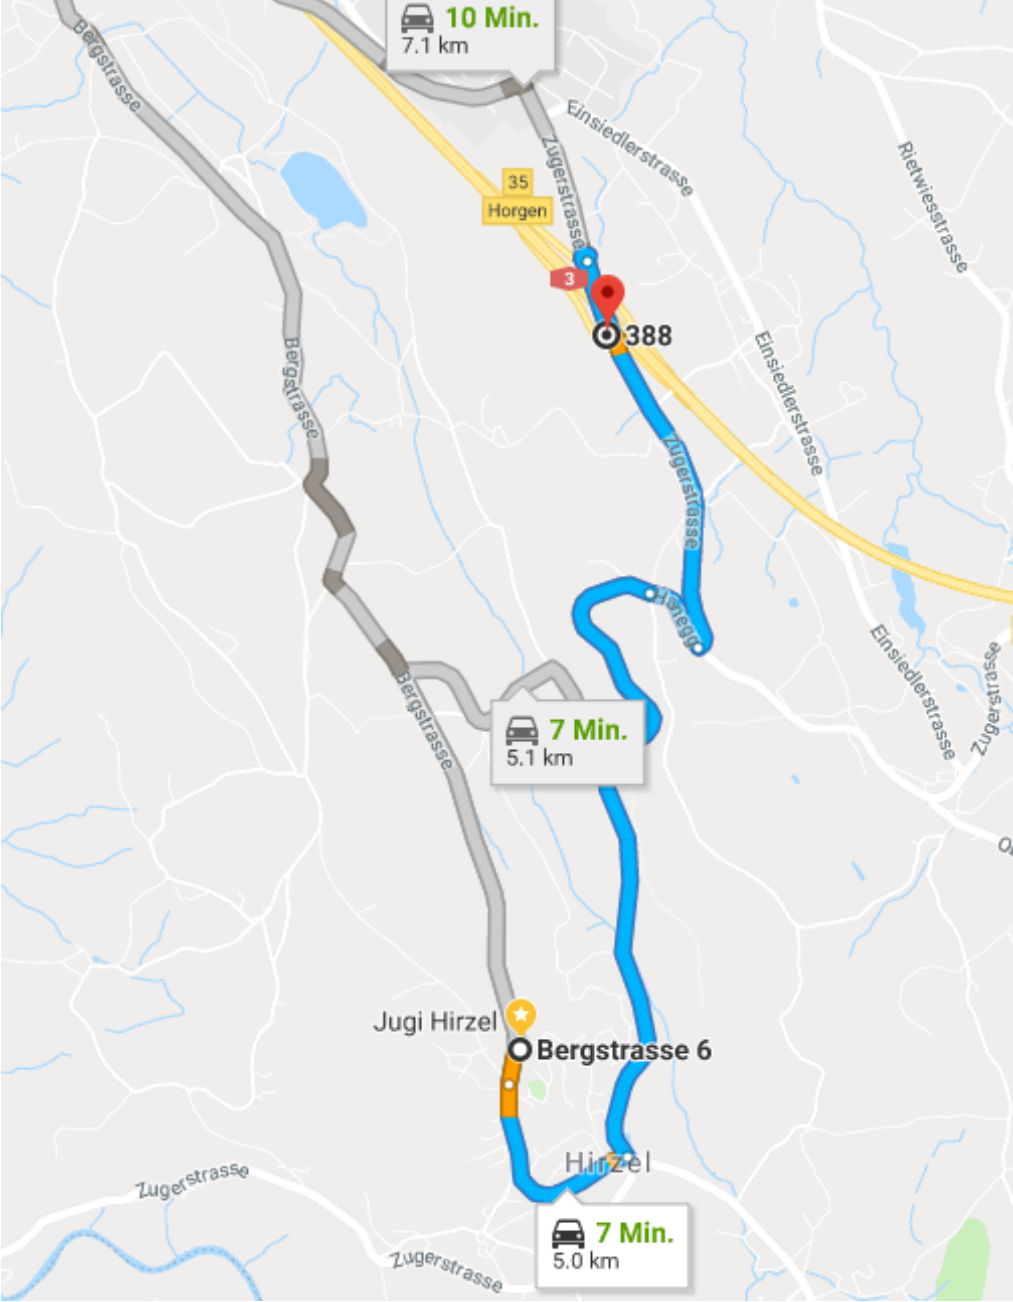 10 Min.
7.1 km
Bergstrasse
Einsiedlerstrasse
Zugerstrasse
Rietwiesstrasse
35
Horgen
3
388
Bergstrasse
Einsiedlerstrasse
Zugerstrasse
Hanegg
Einsiedlerstrasse
Zugerstrasse
Bergstrasse
7 Min.
5.1 km
Jugi Hirzel
Bergstrasse 6
Hirzel
Zugerstrasse
7 Min.
5.0 km
Zugerstrasse